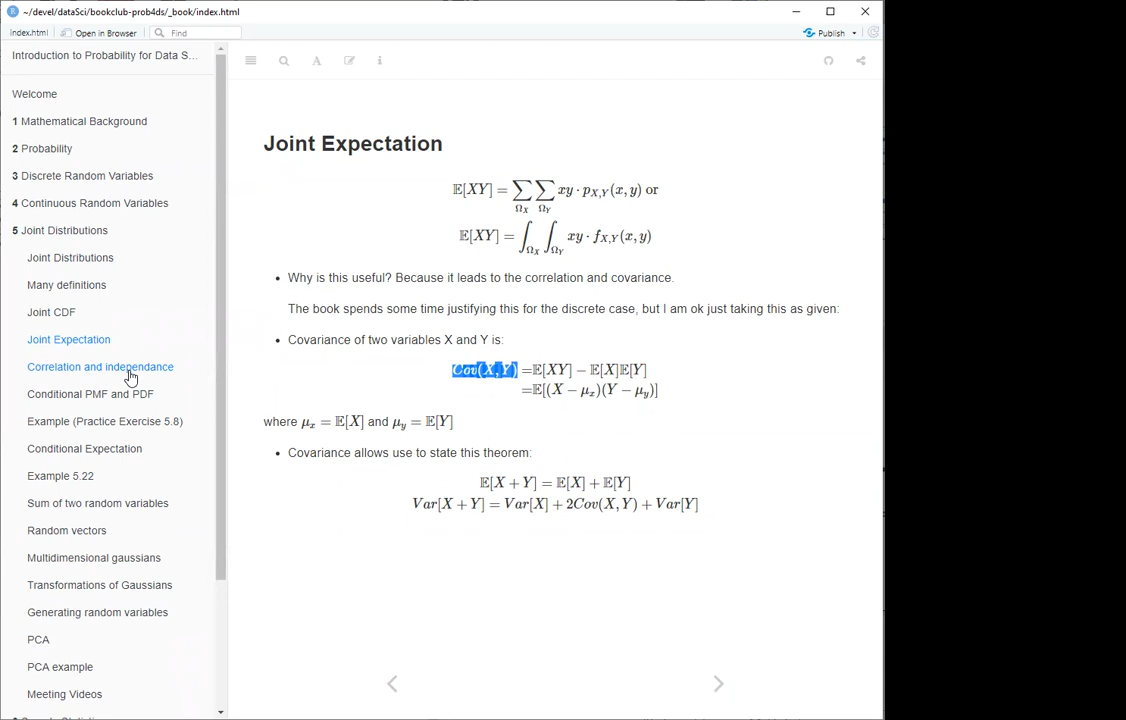 ~/devel/dataSci/bookclub-prob4ds/_book/index.html
index.html Open in Browser Find Publish
Introduction to Probability for Data S...
Welcome
1 Mathematical Background
2 Probability
3 Discrete Random Variables
4 Continuous Random Variables
5 Joint Distributions
Joint Distributions
Many definitions
Joint CDF
Joint Expectation
Correlation and independence
Conditional PMF and PDF
Example (Practice Exercise 5.8)
Conditional Expectation
Example 5.22
Sum of two random variables
Random vectors
Multidimensional gaussians
Transformations of Gaussians
Generating random variables
PCA
PCA example
Meeting Videos
Joint Expectation
𝔼[XY] = ∑_{Ω_X} ∑_{Ω_Y} xy · p_{X,Y}(x, y) or
𝔼[XY] = ∫_{Ω_X} ∫_{Ω_Y} xy · f_{X,Y}(x, y)
• Why is this useful? Because it leads to the correlation and covariance.
The book spends some time justifying this for the discrete case, but I am ok just taking this as given:
• Covariance of two variables X and Y is:
Cov(X, Y) =𝔼[XY] − 𝔼[X]𝔼[Y]
=𝔼[(X − μ_x)(Y − μ_y)]
where μ_x = 𝔼[X] and μ_y = 𝔼[Y]
• Covariance allows use to state this theorem:
𝔼[X + Y] = 𝔼[X] + 𝔼[Y]
Var[X + Y] = Var[X] + 2Cov(X, Y) + Var[Y]